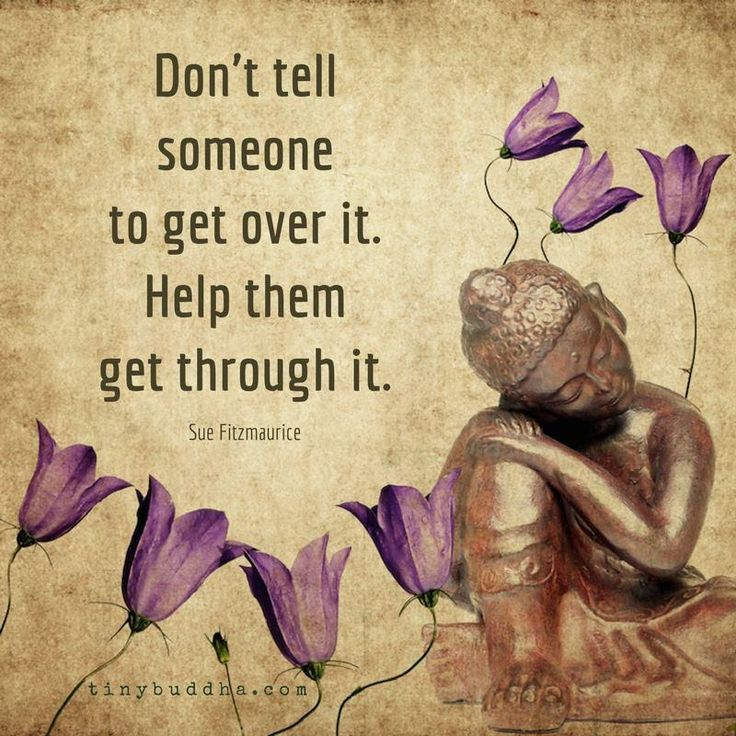 Don't tell
someone
to get over it.
Help them
get through it.
Sue Fitzmaurice
tinybuddha.com